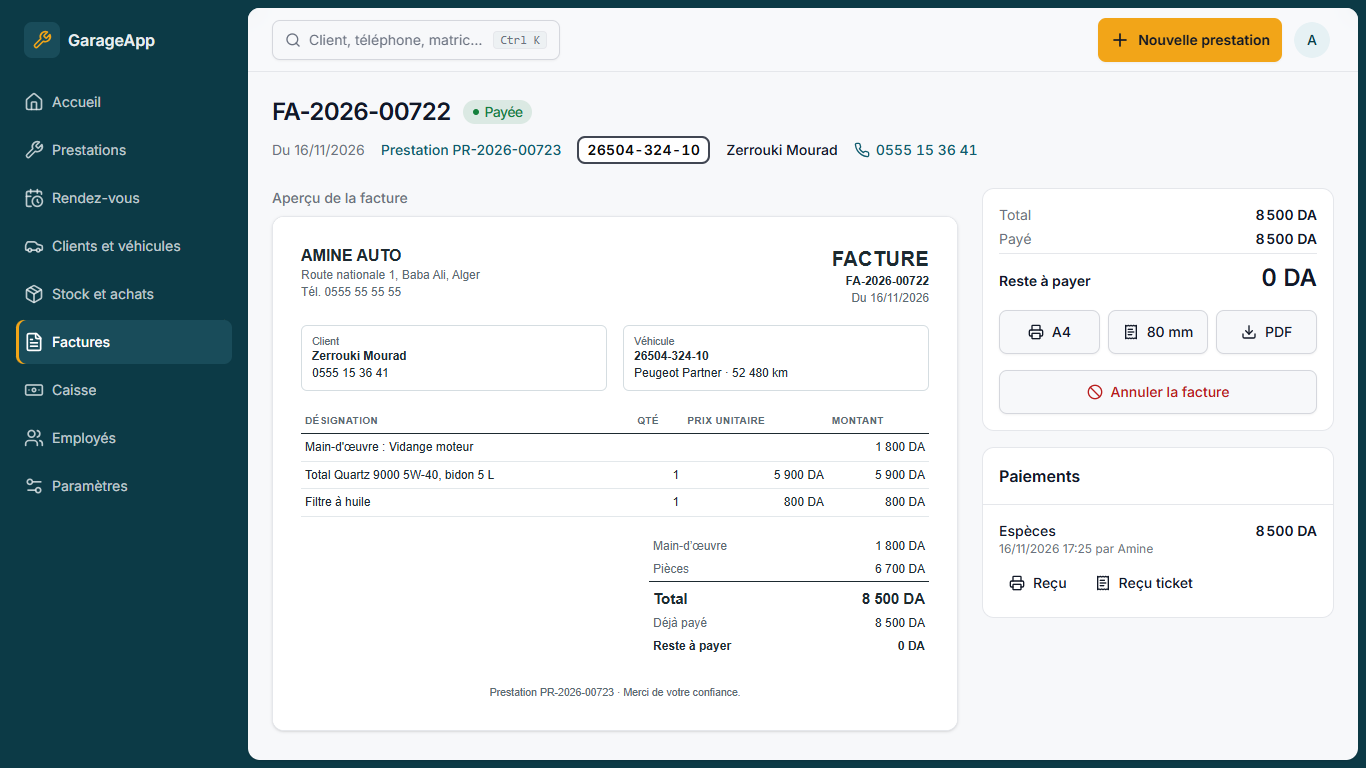 GarageApp
Accueil
Prestations
Rendez-vous
Clients et véhicules
Stock et achats
Factures
Caisse
Employés
Paramètres
Client, téléphone, matric... Ctrl K
Nouvelle prestation
A
FA-2026-00722 Payée
Du 16/11/2026 Prestation PR-2026-00723 26504-324-10 Zerrouki Mourad 0555 15 36 41
Aperçu de la facture
AMINE AUTO
Route nationale 1, Baba Ali, Alger
Tél. 0555 55 55 55
FACTURE
FA-2026-00722
Du 16/11/2026
Client
Zerrouki Mourad
0555 15 36 41
Véhicule
26504-324-10
Peugeot Partner · 52 480 km
DÉSIGNATION QTÉ PRIX UNITAIRE MONTANT
Main-d'œuvre : Vidange moteur 1 800 DA
Total Quartz 9000 5W-40, bidon 5 L 1 5 900 DA 5 900 DA
Filtre à huile 1 800 DA 800 DA
Main-d'œuvre 1 800 DA
Pièces 6 700 DA
Total 8 500 DA
Déjà payé 8 500 DA
Reste à payer 0 DA
Prestation PR-2026-00723 · Merci de votre confiance.
Total 8 500 DA
Payé 8 500 DA
Reste à payer 0 DA
A4 80 mm PDF
Annuler la facture
Paiements
Espèces 8 500 DA
16/11/2026 17:25 par Amine
Reçu Reçu ticket